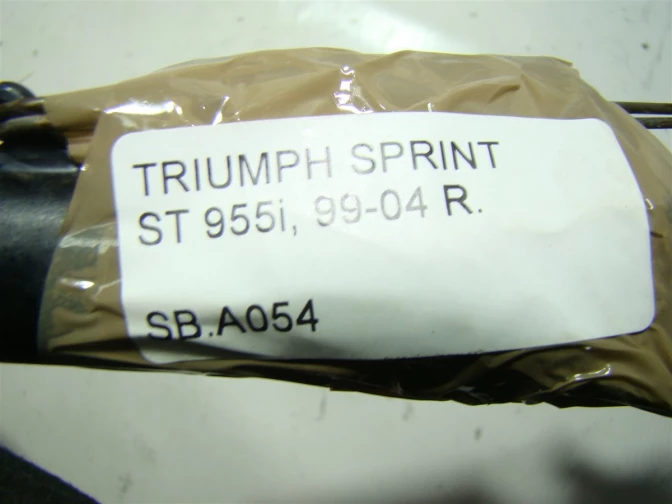 TRIUMPH SPRINT
ST 955i, 99-04 R.
SB.A054